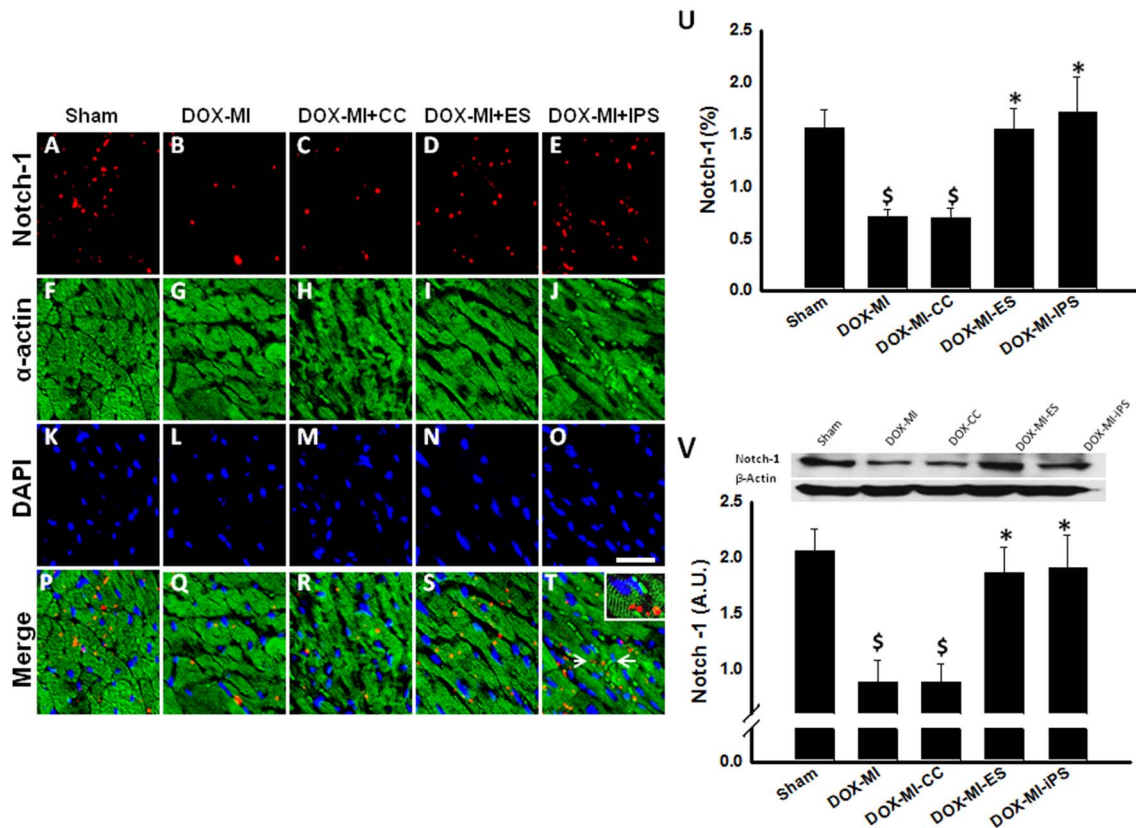 Sham DOX-MI DOX-MI+CC DOX-MI+ES DOX-MI+IPS
Notch-1
A B C D E
α-actin
F G H I J
DAPI
K L M N O
Merge
P Q R S T
U
Notch-1 (%)
2.5
2.0
1.5
1.0
0.5
0.0
$ $ * *
Sham DOX-MI DOX-MI-CC DOX-MI-ES DOX-MI-iPS
V
Sham DOX-MI DOX-CC DOX-MI-ES DOX-MI-iPS
Notch-1
β-Actin
Notch -1 (A.U.)
2.5
2.0
1.5
1.0
0.0
$ $ * *
Sham DOX-MI DOX-MI-CC DOX-MI-ES DOX-MI-iPS